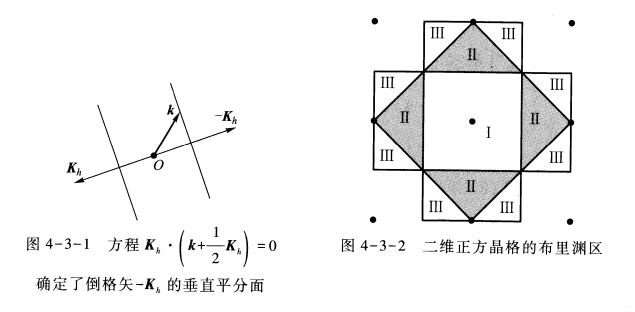 k
-K_h
K_h
O
图 4-3-1 方程 K_h · (k+1/2 K_h) = 0
确定了倒格矢-K_h 的垂直平分面
III III
II
III III
II I II
III III
II
III III
图 4-3-2 二维正方晶格的布里渊区